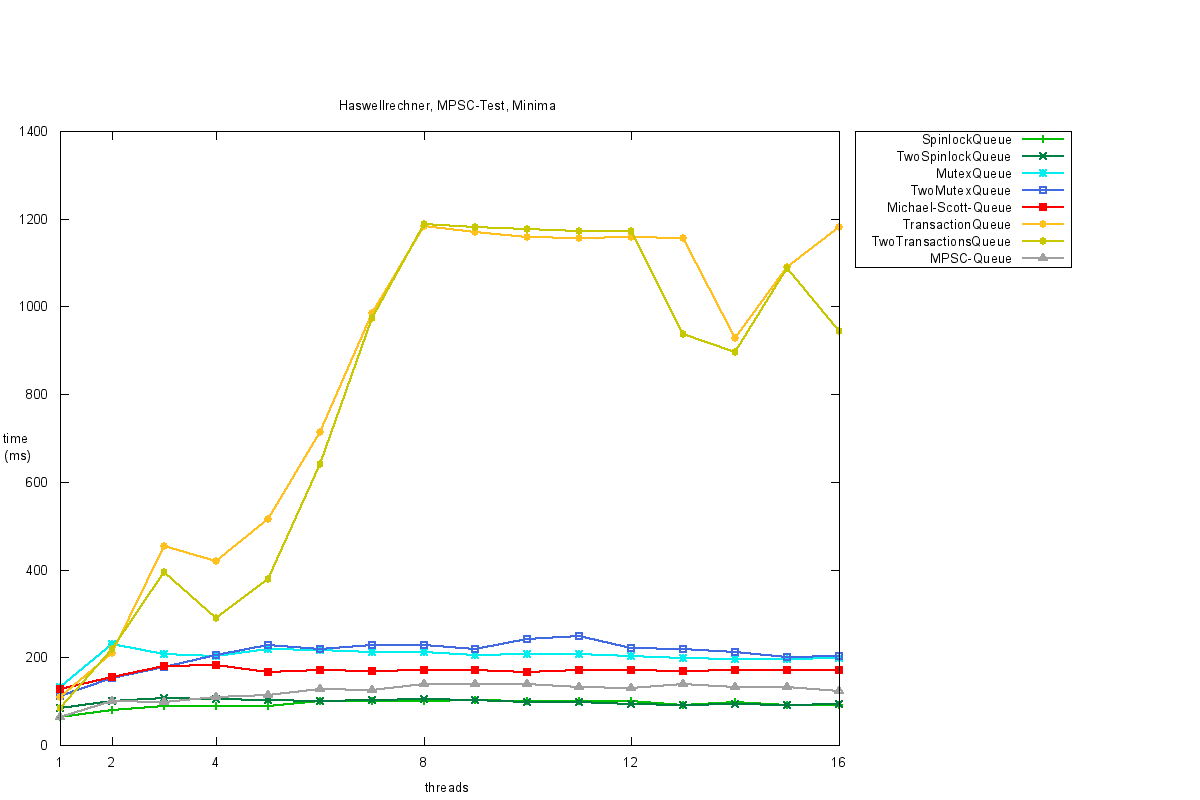 Haswellrechner, MPSC-Test, Minima
1400
1200
1000
800
600
400
200
0
time
(ms)
1 2 4 8 12 16
threads
SpinlockQueue
TwoSpinlockQueue
MutexQueue
TwoMutexQueue
Michael-Scott-Queue
TransactionQueue
TwoTransactionsQueue
MPSC-Queue